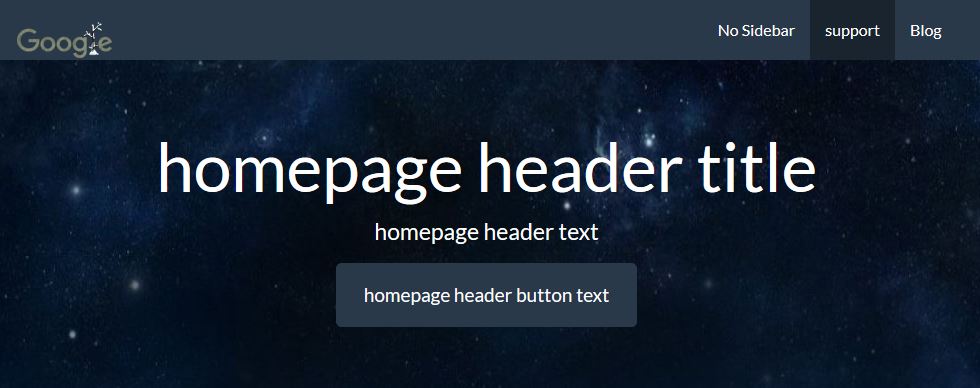 Google
No Sidebar support Blog
homepage header title
homepage header text
homepage header button text